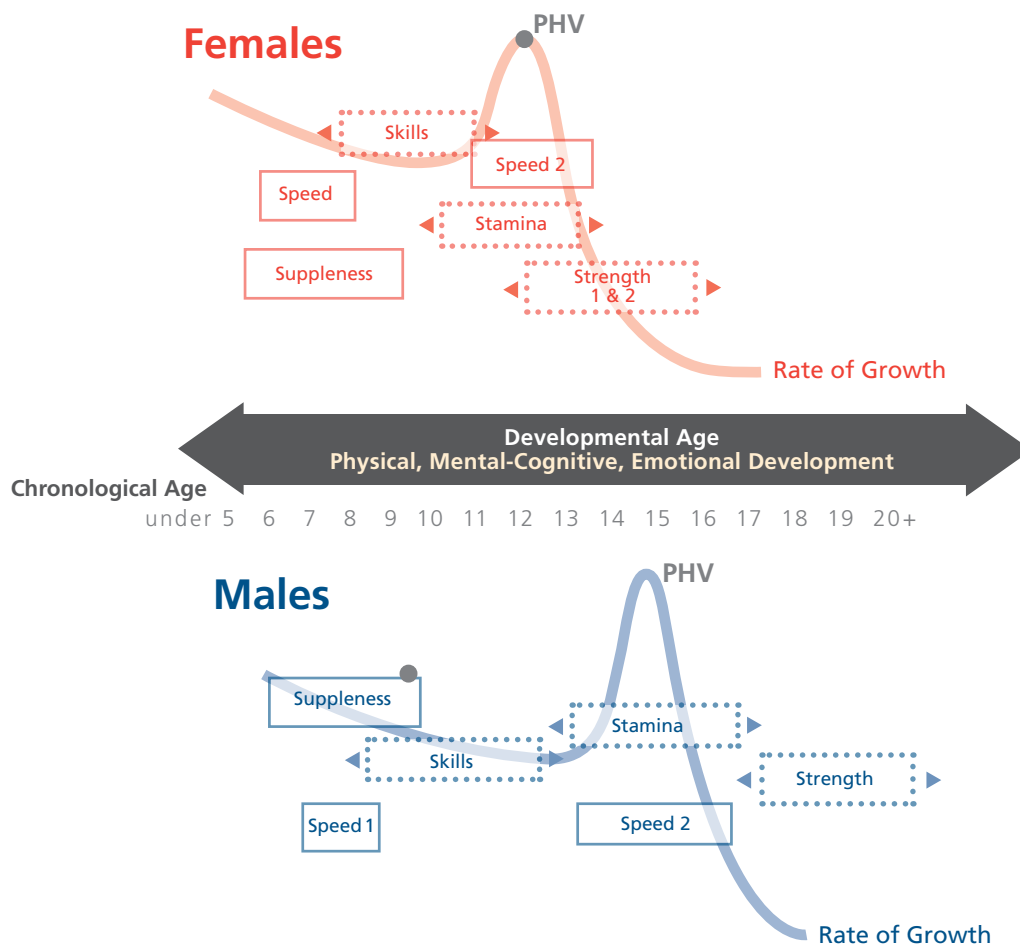 PHV
Females
Skills
Speed 2
Speed
Stamina
Suppleness
Strength
1 & 2
Rate of Growth
Developmental Age
Physical, Mental-Cognitive, Emotional Development
Chronological Age
under 5 6 7 8 9 10 11 12 13 14 15 16 17 18 19 20+
PHV
Males
Suppleness
Stamina
Skills
Strength
Speed 1
Speed 2
Rate of Growth